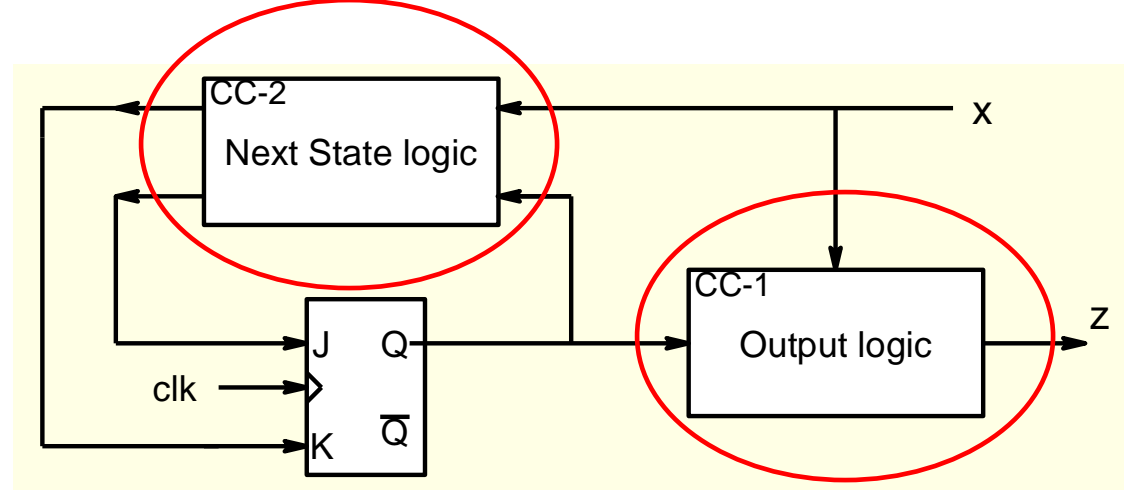 CC-2
Next State logic
x
CC-1
Output logic
z
J
Q
clk
Q̅
K